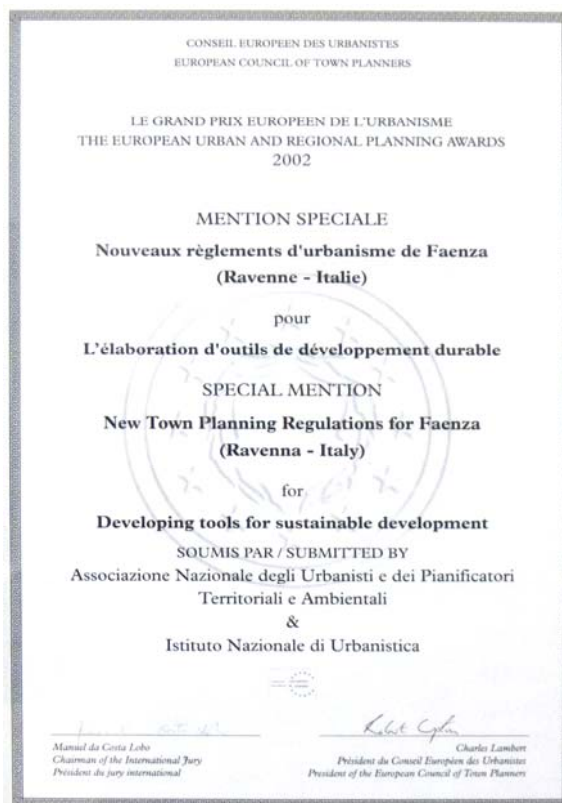 CONSEIL EUROPEEN DES URBANISTES
EUROPEAN COUNCIL OF TOWN PLANNERS
LE GRAND PRIX EUROPEEN DE L'URBANISME
THE EUROPEAN URBAN AND REGIONAL PLANNING AWARDS
2002
MENTION SPECIALE
Nouveaux règlements d'urbanisme de Faenza
(Ravenne - Italie)
pour
L'élaboration d'outils de développement durable
SPECIAL MENTION
New Town Planning Regulations for Faenza
(Ravenna - Italy)
for
Developing tools for sustainable development
SOUMIS PAR / SUBMITTED BY
Associazione Nazionale degli Urbanisti e dei Pianificatori
Territoriali e Ambientali
&
Istituto Nazionale di Urbanistica
Manuel da Costa Lobo
Chairman of the International Jury
Président du jury international
Charles Lambert
Président du Conseil Européen des Urbanistes
President of the European Council of Town Planners